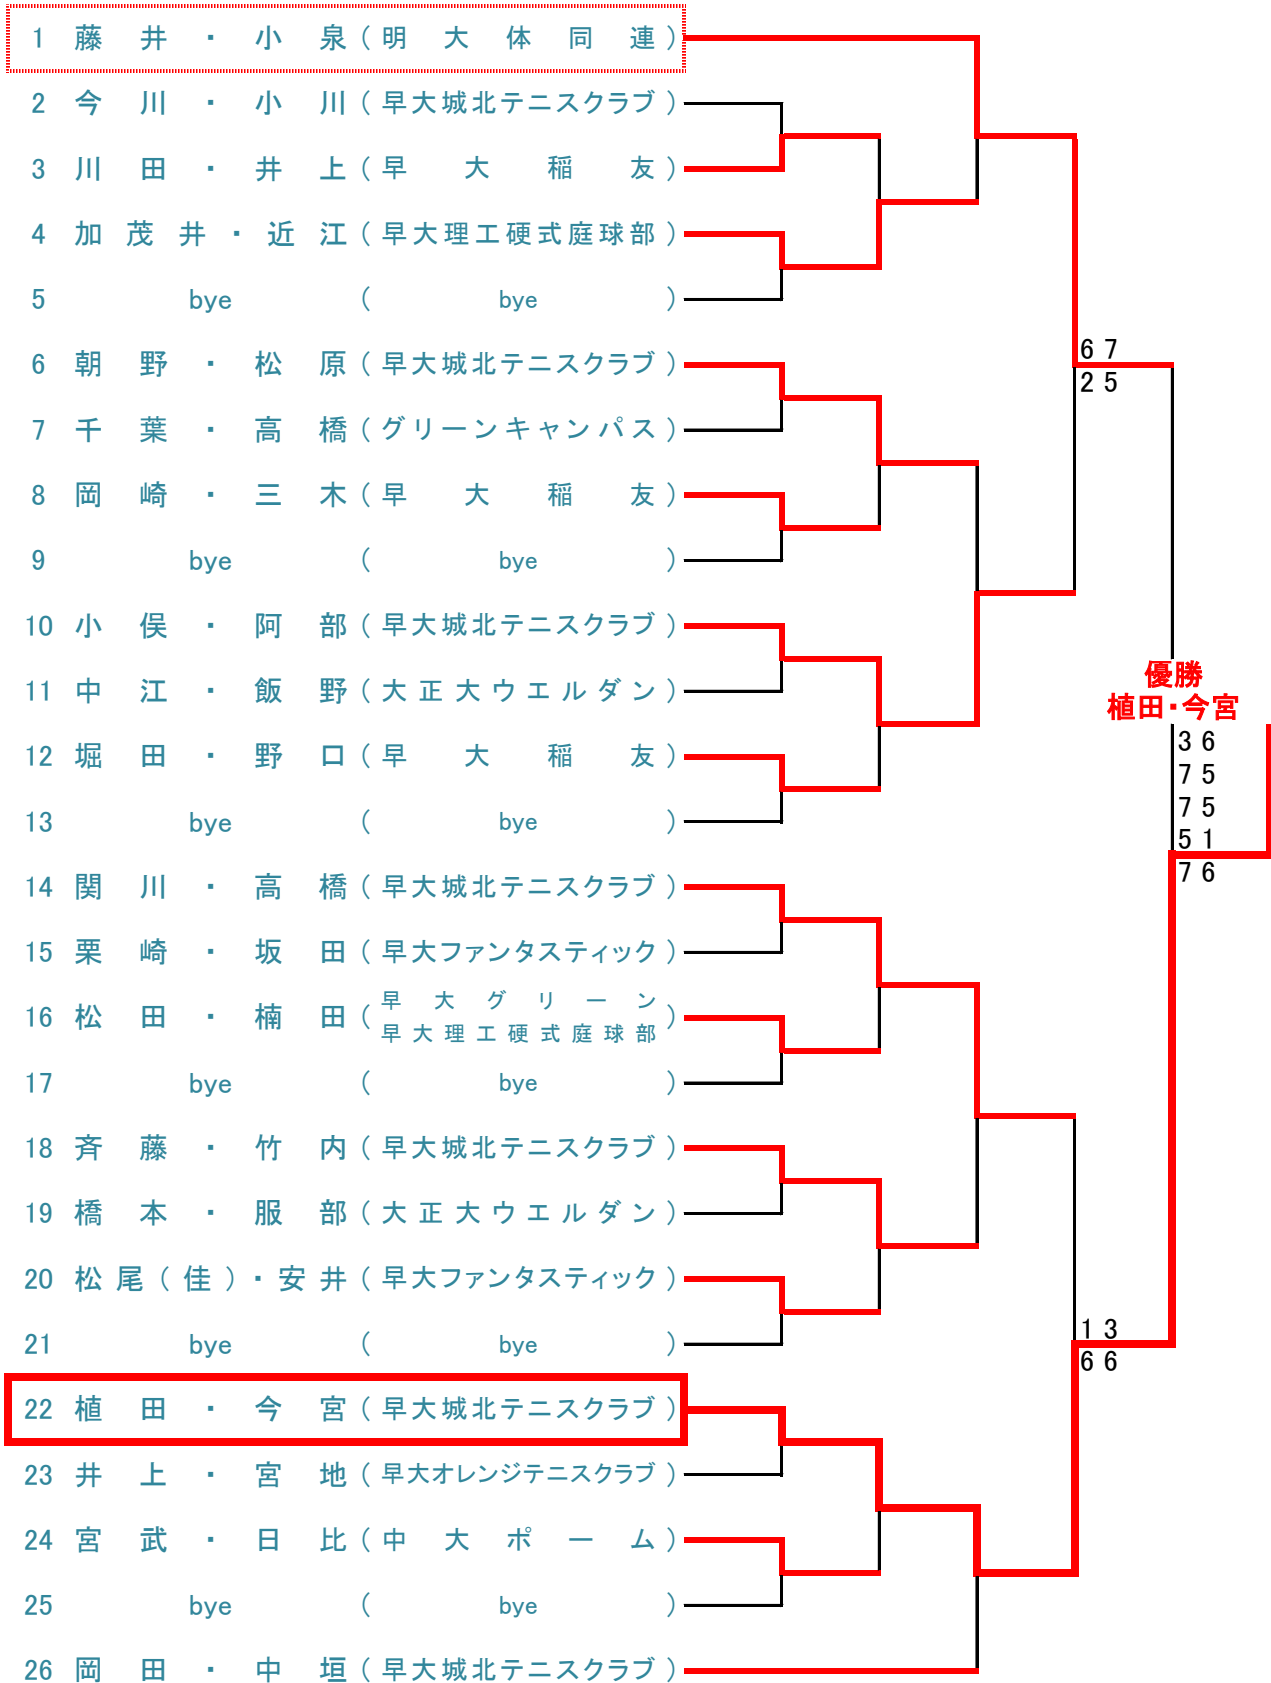 1 藤井・小泉(明大体同連)
2 今川・小川(早大城北テニスクラブ)
3 川田・井上(早大稲友)
4 加茂井・近江(早大理工硬式庭球部)
5 bye(bye)
6 朝野・松原(早大城北テニスクラブ)
7 千葉・高橋(グリーンキャンパス)
8 岡崎・三木(早大稲友)
9 bye(bye)
10 小俣・阿部(早大城北テニスクラブ)
11 中江・飯野(大正大ウエルダン)
12 堀田・野口(早大稲友)
13 bye(bye)
14 関川・高橋(早大城北テニスクラブ)
15 栗崎・坂田(早大ファンタスティック)
16 松田・楠田(早大グリーン
早大理工硬式庭球部)
17 bye(bye)
18 斉藤・竹内(早大城北テニスクラブ)
19 橋本・服部(大正大ウエルダン)
20 松尾(佳)・安井(早大ファンタスティック)
21 bye(bye)
22 植田・今宮(早大城北テニスクラブ)
23 井上・宮地(早大オレンジテニスクラブ)
24 宮武・日比(中大ポーム)
25 bye(bye)
26 岡田・中垣(早大城北テニスクラブ)
6 7
2 5
優勝
植田・今宮
3 6
7 5
7 5
5 1
7 6
1 3
6 6